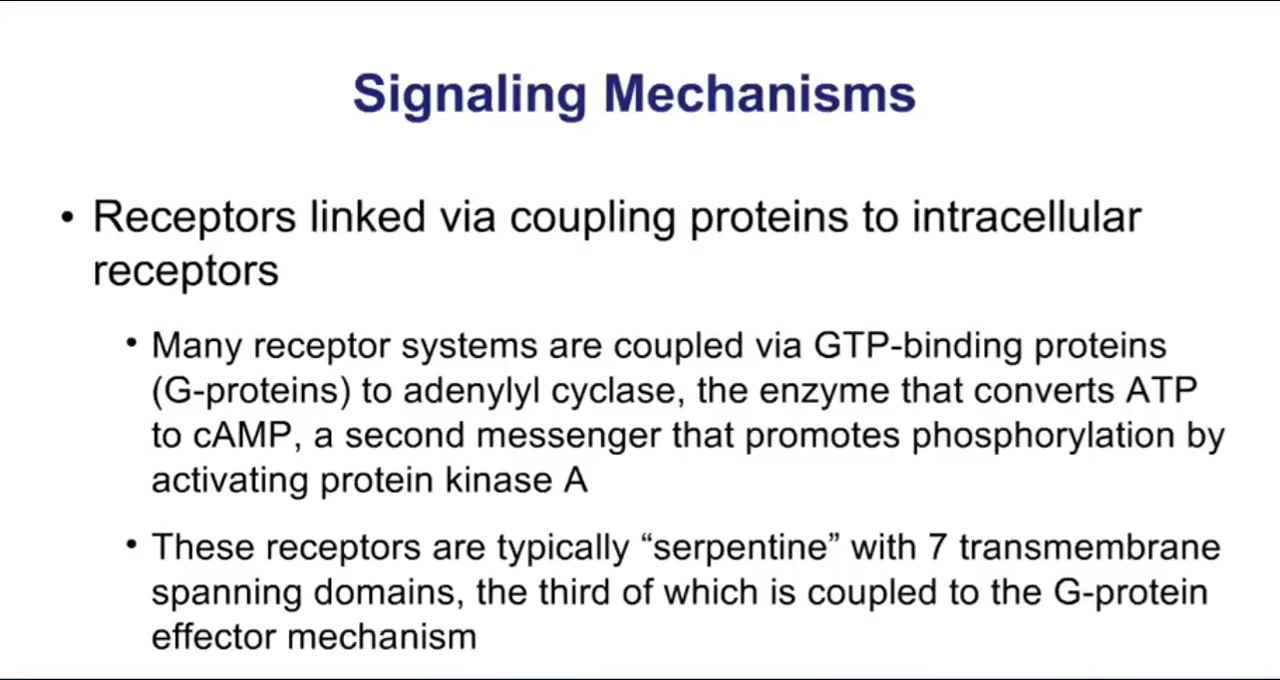 Signaling Mechanisms
• Receptors linked via coupling proteins to intracellular
receptors
• Many receptor systems are coupled via GTP-binding proteins
(G-proteins) to adenylyl cyclase, the enzyme that converts ATP
to cAMP, a second messenger that promotes phosphorylation by
activating protein kinase A
• These receptors are typically “serpentine” with 7 transmembrane
spanning domains, the third of which is coupled to the G-protein
effector mechanism